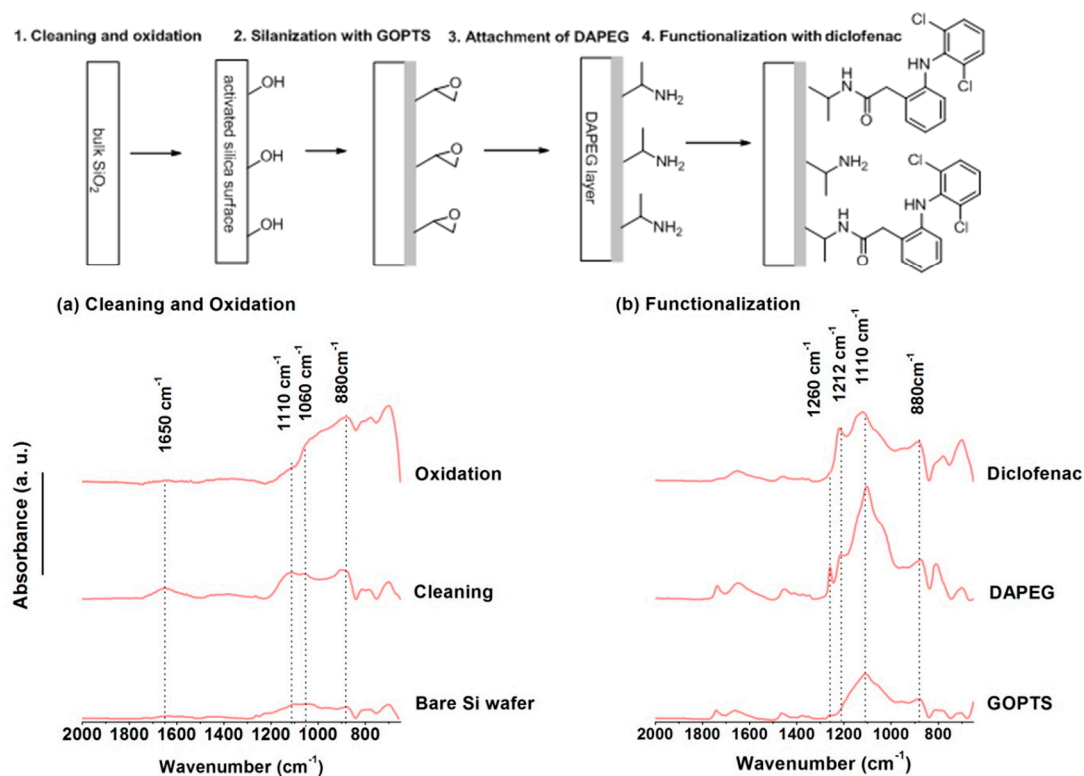 1. Cleaning and oxidation
2. Silanization with GOPTS
3. Attachment of DAPEG
4. Functionalization with diclofenac
bulk SiO2
activated silica surface
OH
OH
OH
O
O
O
DAPEG layer
NH2
NH2
NH2
H
N
O
HN
Cl
Cl
NH2
H
N
O
HN
Cl
Cl
(a) Cleaning and Oxidation
1650 cm-1
1110 cm-1
1060 cm-1
880cm-1
Oxidation
Cleaning
Bare Si wafer
Absorbance (a. u.)
2000 1800 1600 1400 1200 1000 800
Wavenumber (cm-1)
(b) Functionalization
1260 cm-1
1212 cm-1
1110 cm-1
880cm-1
Diclofenac
DAPEG
GOPTS
2000 1800 1600 1400 1200 1000 800
Wavenumber (cm-1)